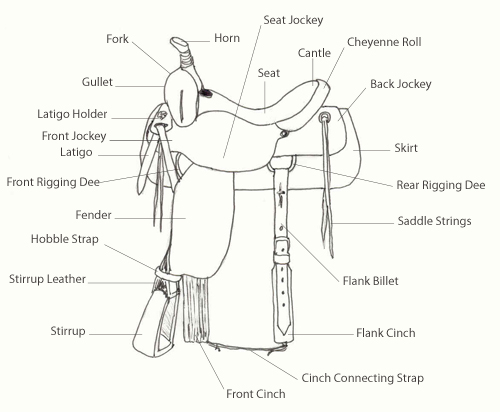 Seat Jockey
Fork
Horn
Cheyenne Roll
Cantle
Seat
Gullet
Back Jockey
Latigo Holder
Front Jockey
Skirt
Latigo
Front Rigging Dee
Rear Rigging Dee
Fender
Saddle Strings
Hobble Strap
Stirrup Leather
Flank Billet
Stirrup
Flank Cinch
Cinch Connecting Strap
Front Cinch